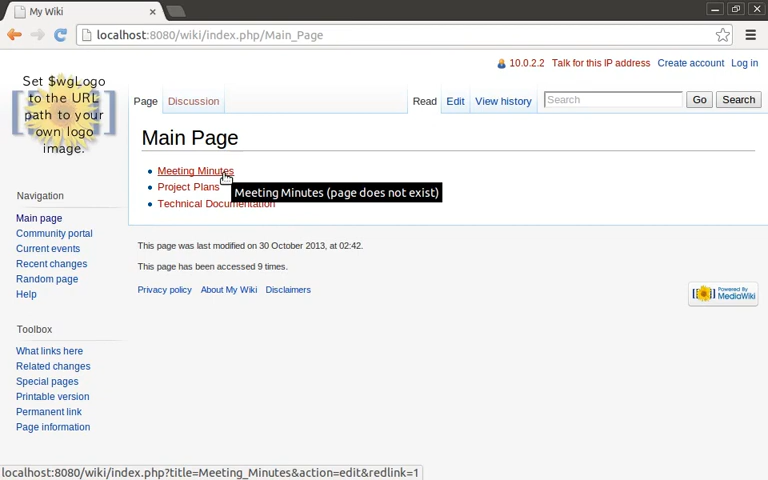 My Wiki
localhost:8080/wiki/index.php/Main_Page
10.0.2.2 Talk for this IP address Create account Log in
Set $wgLogo
to the URL
path to your
own logo
image.
Page Discussion Read Edit View history Search Go Search
Main Page
Meeting Minutes
Project Plans
Meeting Minutes (page does not exist)
Technical Documentation
This page was last modified on 30 October 2013, at 02:42.
This page has been accessed 9 times.
Privacy policy About My Wiki Disclaimers
Powered By
MediaWiki
Navigation
Main page
Community portal
Current events
Recent changes
Random page
Help
Toolbox
What links here
Related changes
Special pages
Printable version
Permanent link
Page information
localhost:8080/wiki/index.php?title=Meeting_Minutes&action=edit&redlink=1